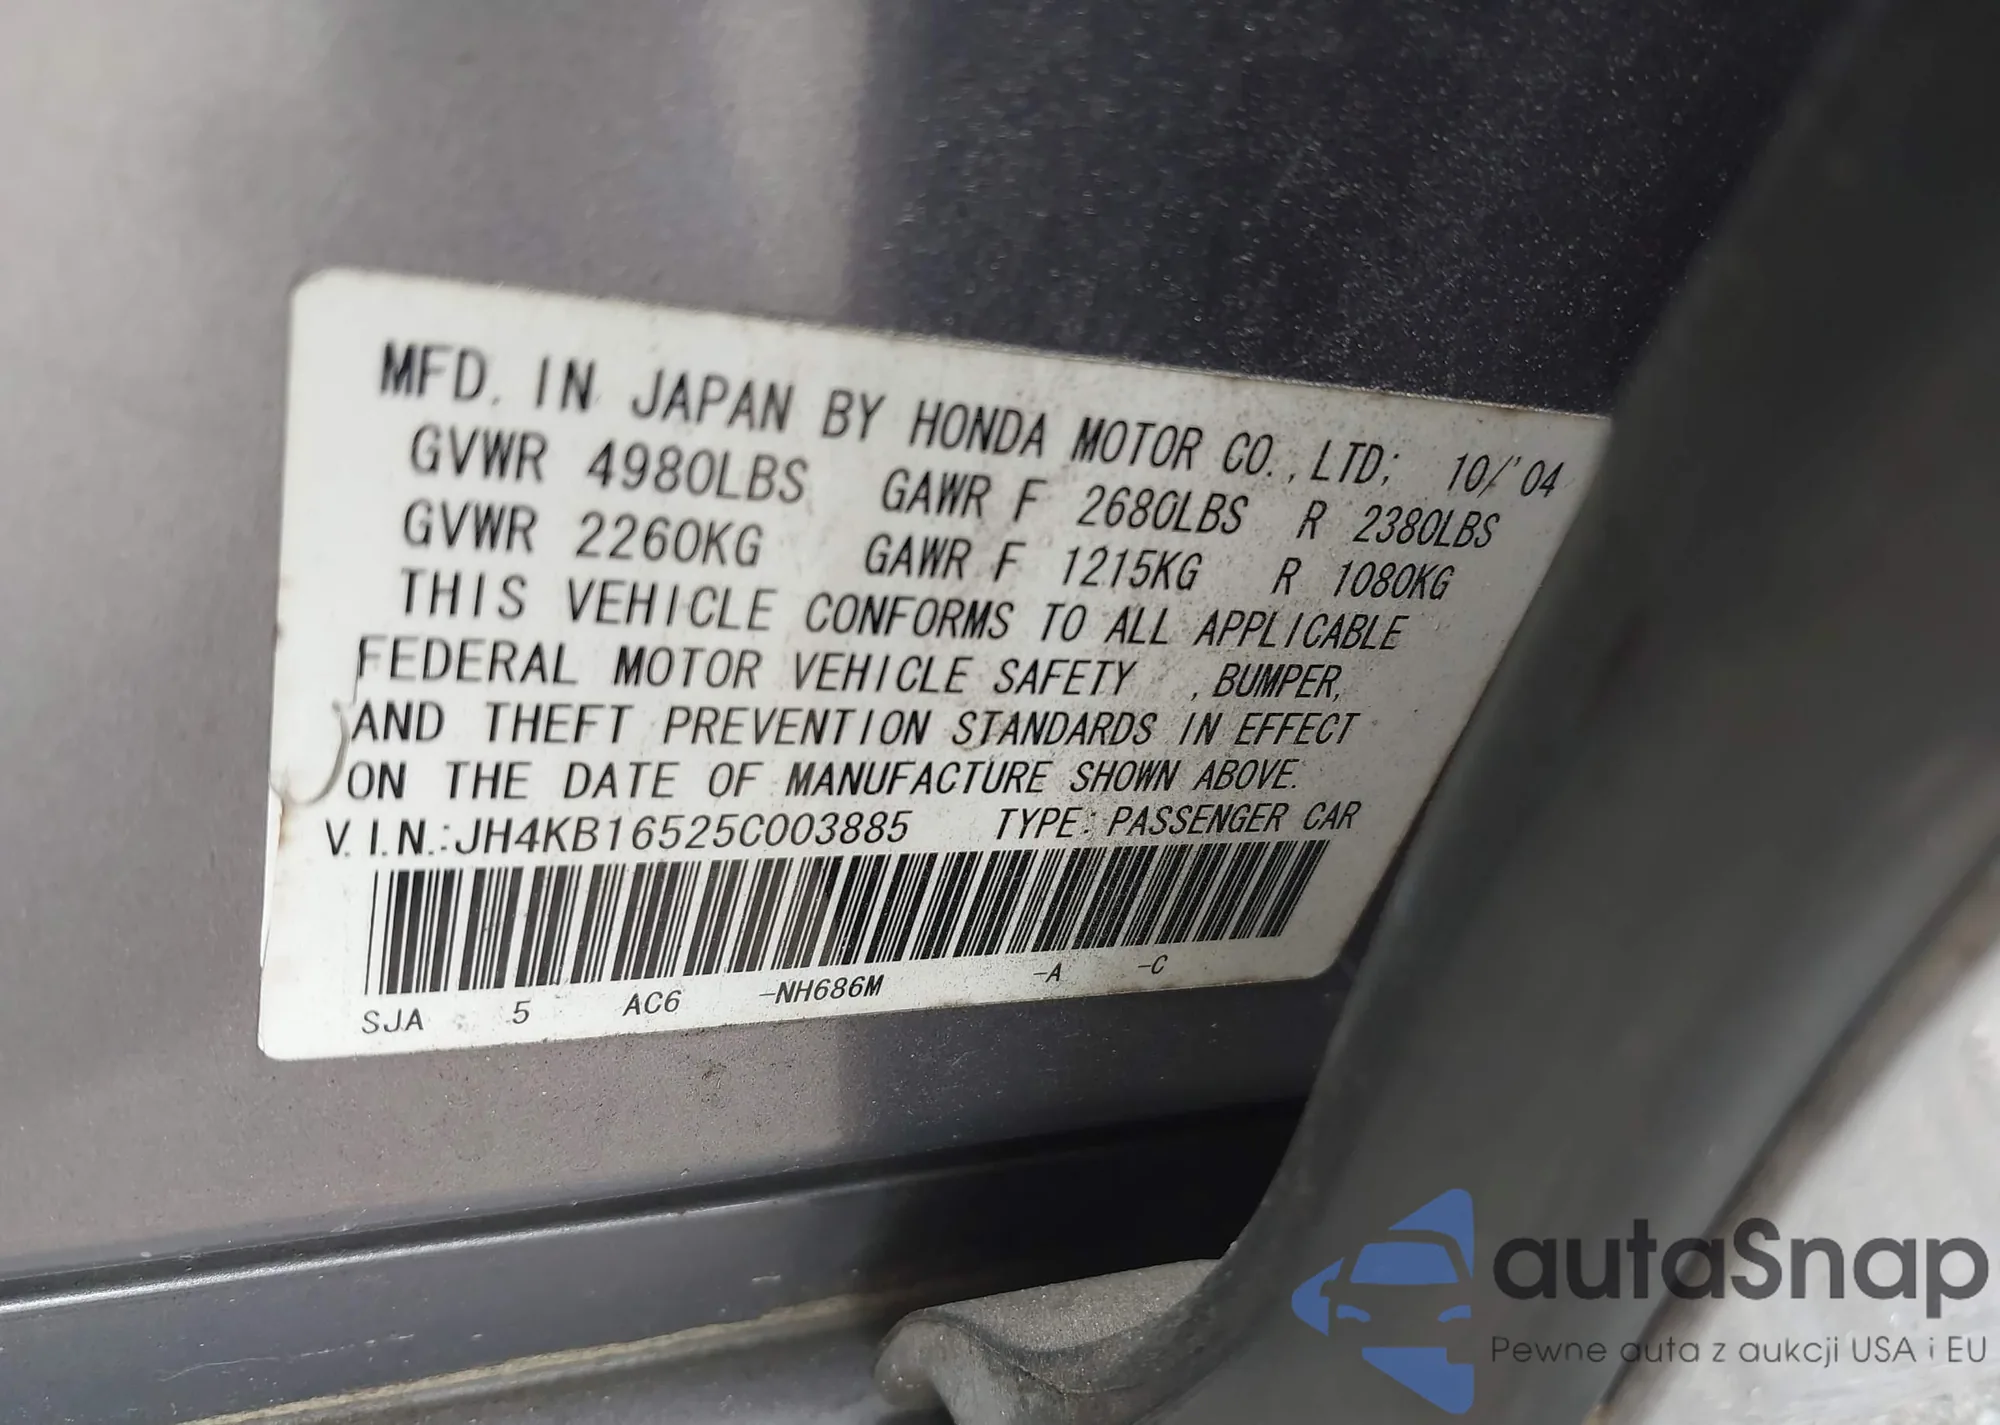 MFD. IN JAPAN BY HONDA MOTOR CO.,LTD; 10/'04
GVWR 4980LBS GAWR F 2680LBS R 2380LBS
GVWR 2260KG GAWR F 1215KG R 1080KG
THIS VEHICLE CONFORMS TO ALL APPLICABLE
FEDERAL MOTOR VEHICLE SAFETY , BUMPER,
AND THEFT PREVENTION STANDARDS IN EFFECT
ON THE DATE OF MANUFACTURE SHOWN ABOVE.
V.I.N.:JH4KB16525C003885 TYPE: PASSENGER CAR
SJA 5 AC6 -NH686M -A -C
autaSnap
Pewne auta z aukcji USA i EU